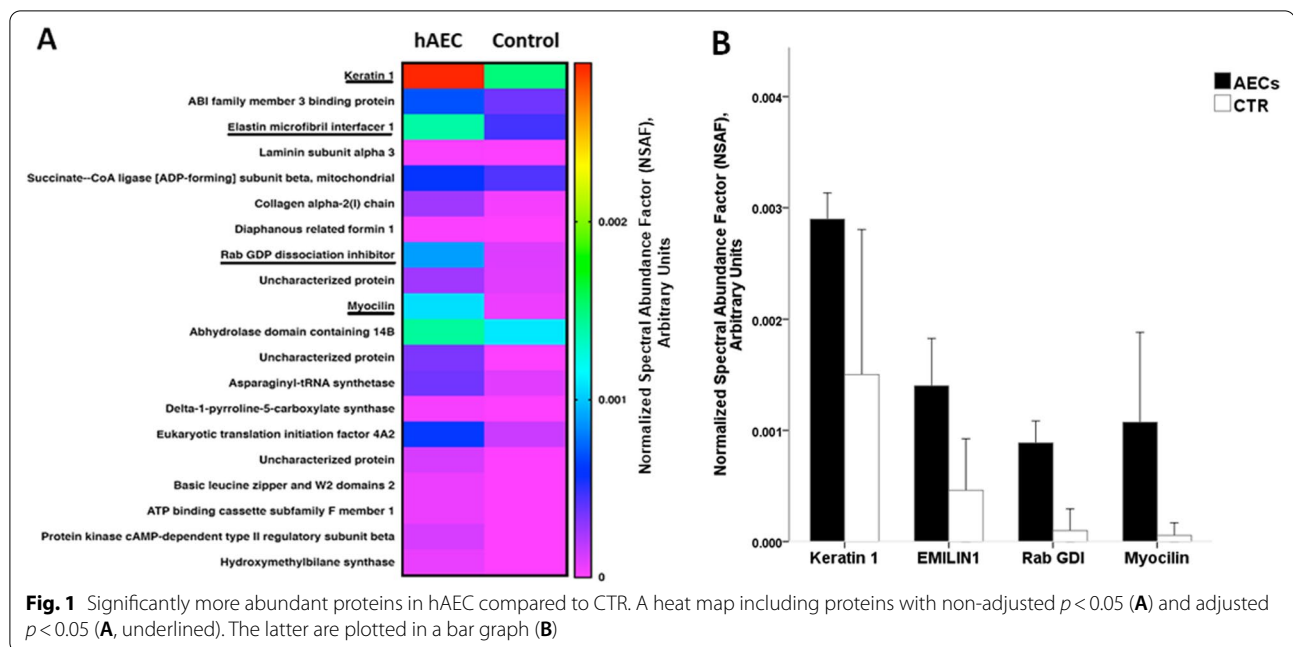 A
hAEC Control
Keratin 1
ABI family member 3 binding protein
Elastin microfibril interfacer 1
Laminin subunit alpha 3
Succinate--CoA ligase [ADP-forming] subunit beta, mitochondrial
Collagen alpha-2(I) chain
Diaphanous related formin 1
Rab GDP dissociation inhibitor
Uncharacterized protein
Myocilin
Abhydrolase domain containing 14B
Uncharacterized protein
Asparaginyl-tRNA synthetase
Delta-1-pyrroline-5-carboxylate synthase
Eukaryotic translation initiation factor 4A2
Uncharacterized protein
Basic leucine zipper and W2 domains 2
ATP binding cassette subfamily F member 1
Protein kinase cAMP-dependent type II regulatory subunit beta
Hydroxymethylbilane synthase
0.002
0.001
0
Normalized Spectral Abundance Factor (NSAF),
Arbitrary Units
B
Normalized Spectral Abundance Factor (NSAF),
Arbitrary Units
0.004
0.003
0.002
0.001
0.000
Keratin 1 EMILIN1 Rab GDI Myocilin
AECs
CTR
Fig. 1 Significantly more abundant proteins in hAEC compared to CTR. A heat map including proteins with non-adjusted p < 0.05 (A) and adjusted
p < 0.05 (A, underlined). The latter are plotted in a bar graph (B)